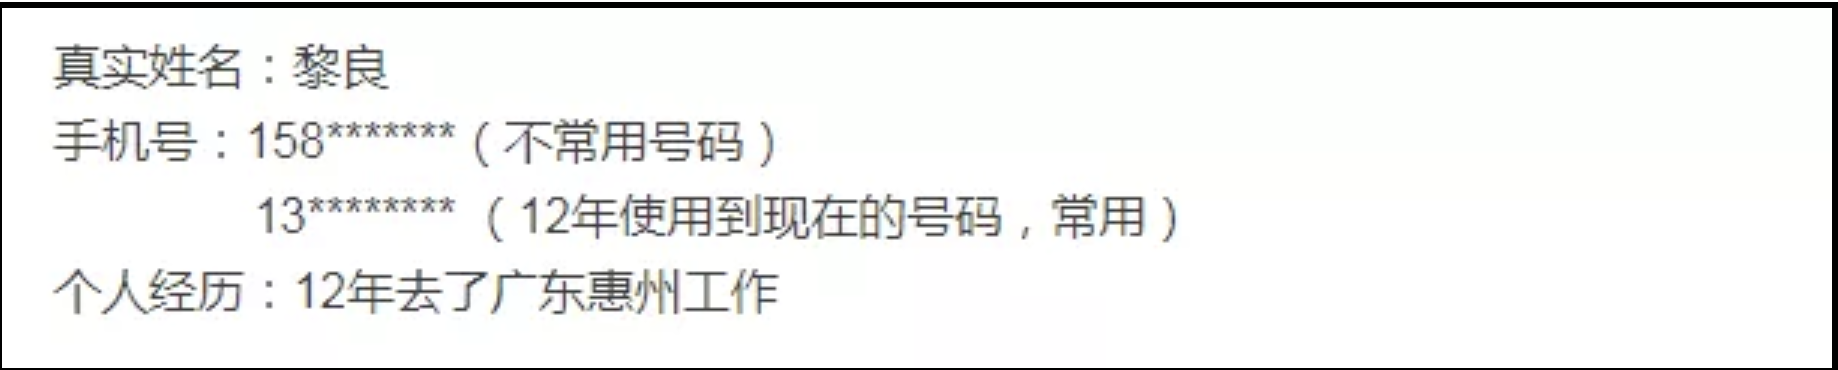 真实姓名：黎良
手机号：158*******（不常用号码）
13********（12年使用到现在的号码，常用）
个人经历：12年去了广东惠州工作